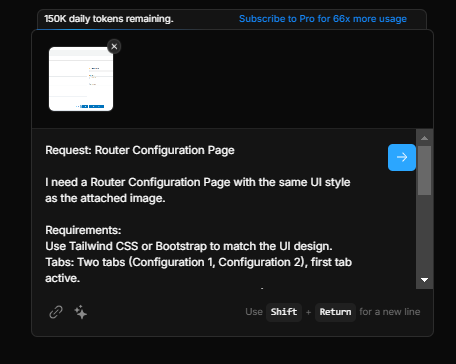 150K daily tokens remaining. Subscribe to Pro for 66x more usage
Request: Router Configuration Page
I need a Router Configuration Page with the same UI style
as the attached image.
Requirements:
Use Tailwind CSS or Bootstrap to match the UI design.
Tabs: Two tabs (Configuration 1, Configuration 2), first tab
active.
Use Shift + Return for a new line